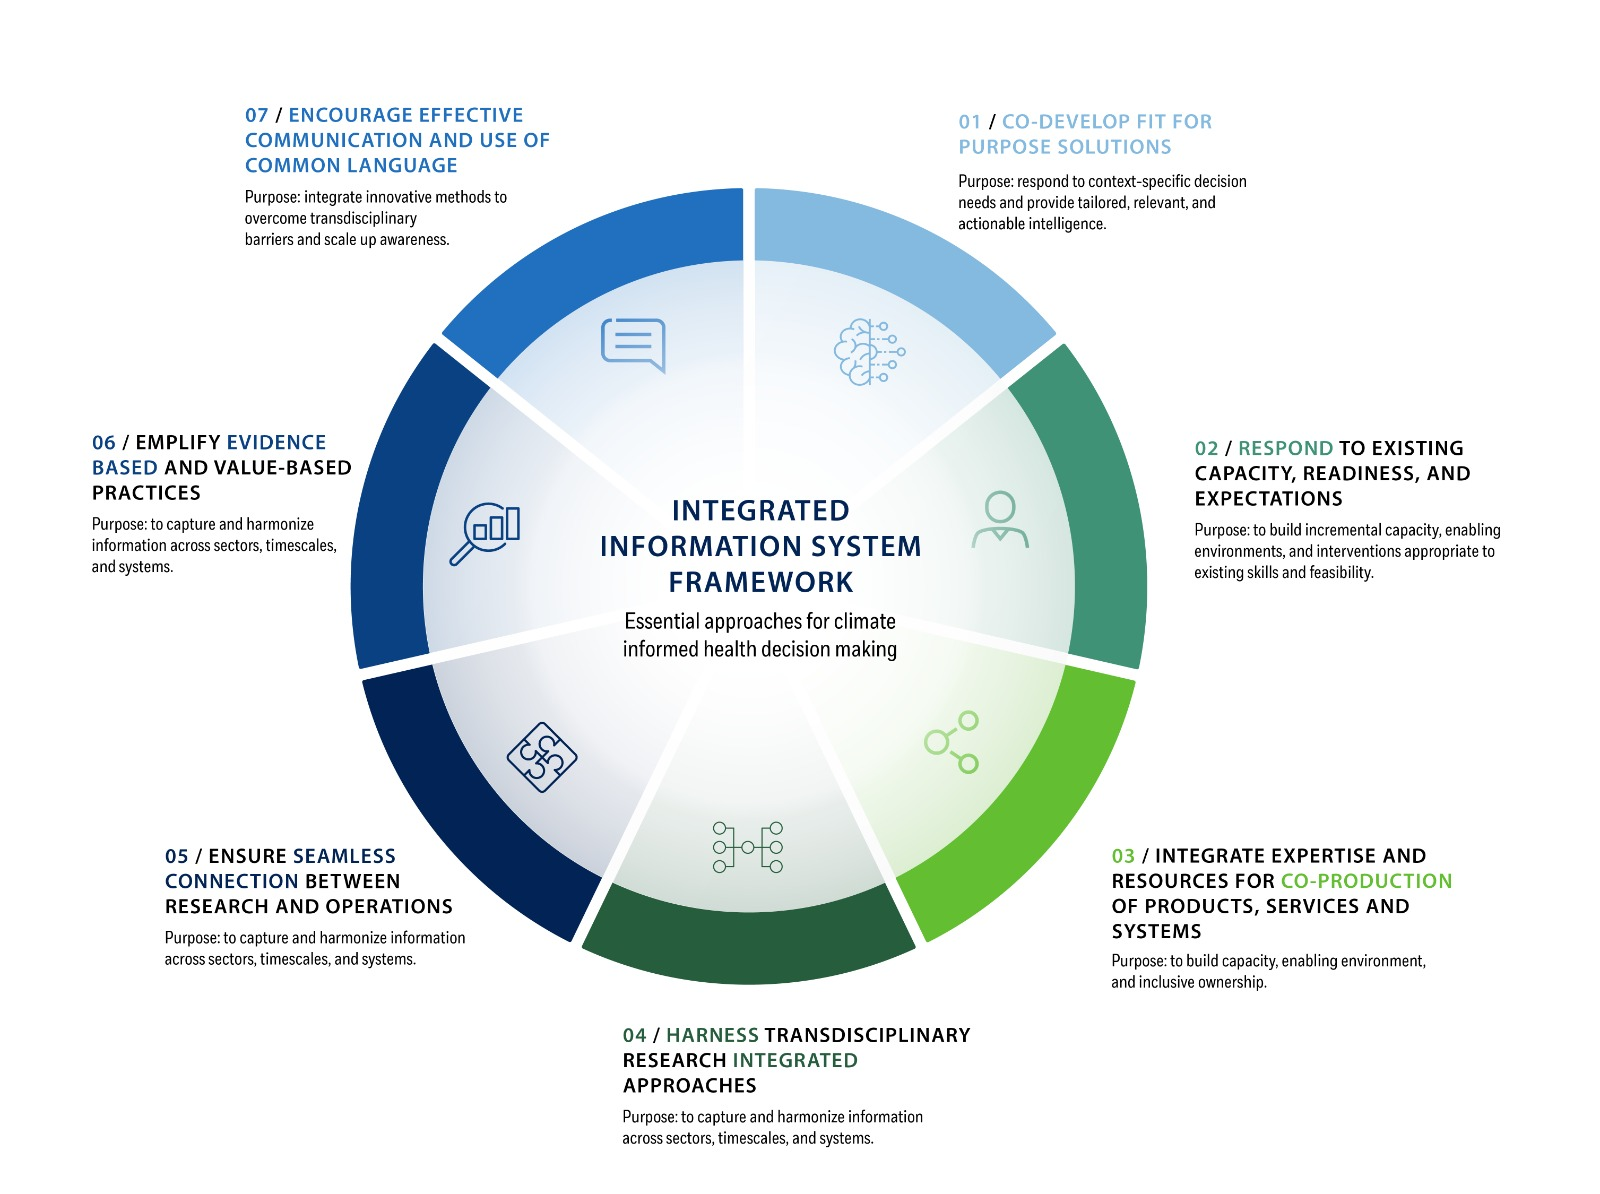 INTEGRATED
INFORMATION SYSTEM
FRAMEWORK
Essential approaches for climate
informed health decision making
01 / CO-DEVELOP FIT FOR
PURPOSE SOLUTIONS
Purpose: respond to context-specific decision
needs and provide tailored, relevant, and
actionable intelligence.
02 / RESPOND TO EXISTING
CAPACITY, READINESS, AND
EXPECTATIONS
Purpose: to build incremental capacity, enabling
environments, and interventions appropriate to
existing skills and feasibility.
03 / INTEGRATE EXPERTISE AND
RESOURCES FOR CO-PRODUCTION
OF PRODUCTS, SERVICES AND
SYSTEMS
Purpose: to build capacity, enabling environment,
and inclusive ownership.
04 / HARNESS TRANSDISCIPLINARY
RESEARCH INTEGRATED
APPROACHES
Purpose: to capture and harmonize information
across sectors, timescales, and systems.
05 / ENSURE SEAMLESS
CONNECTION BETWEEN
RESEARCH AND OPERATIONS
Purpose: to capture and harmonize information
across sectors, timescales, and systems.
06 / EMPLIFY EVIDENCE
BASED AND VALUE-BASED
PRACTICES
Purpose: to capture and harmonize
information across sectors, timescales,
and systems.
07 / ENCOURAGE EFFECTIVE
COMMUNICATION AND USE OF
COMMON LANGUAGE
Purpose: integrate innovative methods to
overcome transdisciplinary
barriers and scale up awareness.